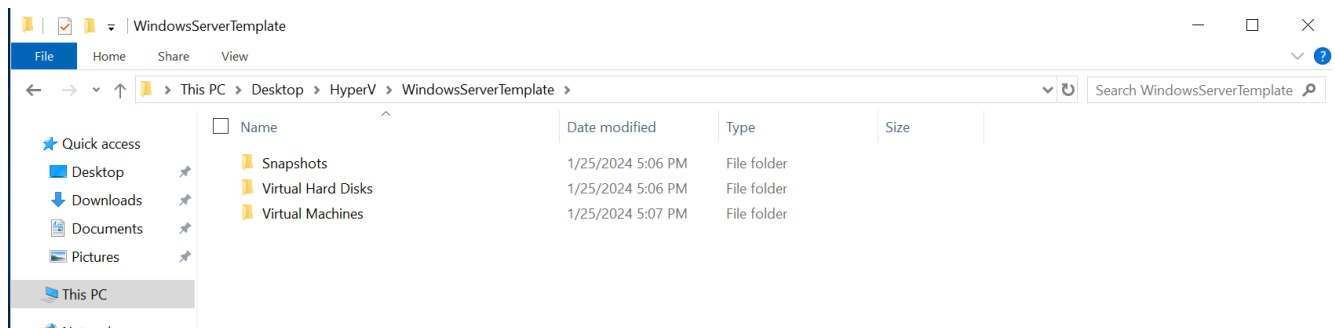 WindowsServerTemplate
File Home Share View
This PC > Desktop > HyperV > WindowsServerTemplate > Search WindowsServerTemplate
Name Date modified Type Size
Quick access
Desktop
Downloads
Documents
Pictures
This PC
Snapshots 1/25/2024 5:06 PM File folder
Virtual Hard Disks 1/25/2024 5:06 PM File folder
Virtual Machines 1/25/2024 5:07 PM File folder